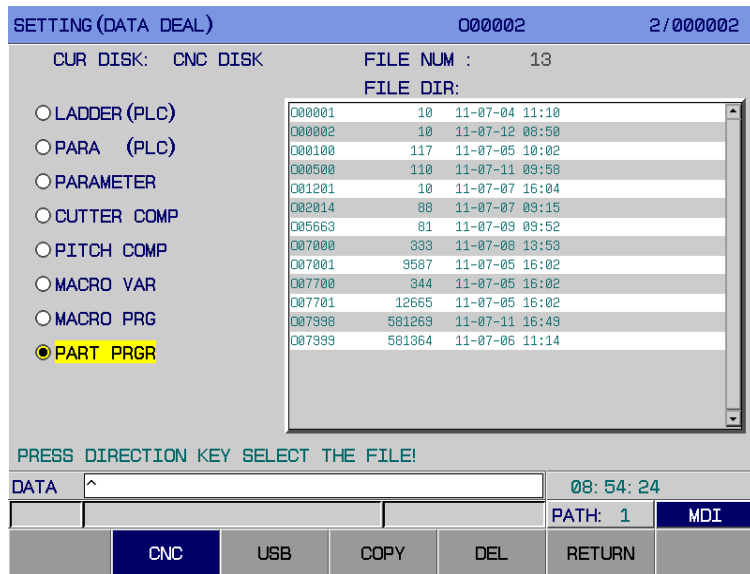 SETTING(DATA DEAL) O00002 2/000002
CUR DISK: CNC DISK FILE NUM : 13
FILE DIR:
LADDER(PLC)
PARA (PLC)
PARAMETER
CUTTER COMP
PITCH COMP
MACRO VAR
MACRO PRG
PART PRGR
O00001 10 11-07-04 11:10
O00002 10 11-07-12 08:50
O00100 117 11-07-05 10:02
O00500 110 11-07-11 09:58
O01201 10 11-07-07 16:04
O02014 88 11-07-07 09:15
O05663 81 11-07-09 09:52
O07000 333 11-07-08 13:53
O07001 9587 11-07-05 16:02
O07700 344 11-07-05 16:02
O07701 12665 11-07-05 16:02
O07998 581269 11-07-11 16:49
O07999 581364 11-07-06 11:14
PRESS DIRECTION KEY SELECT THE FILE!
DATA ^ 08:54:24
PATH: 1 MDI
CNC USB COPY DEL RETURN